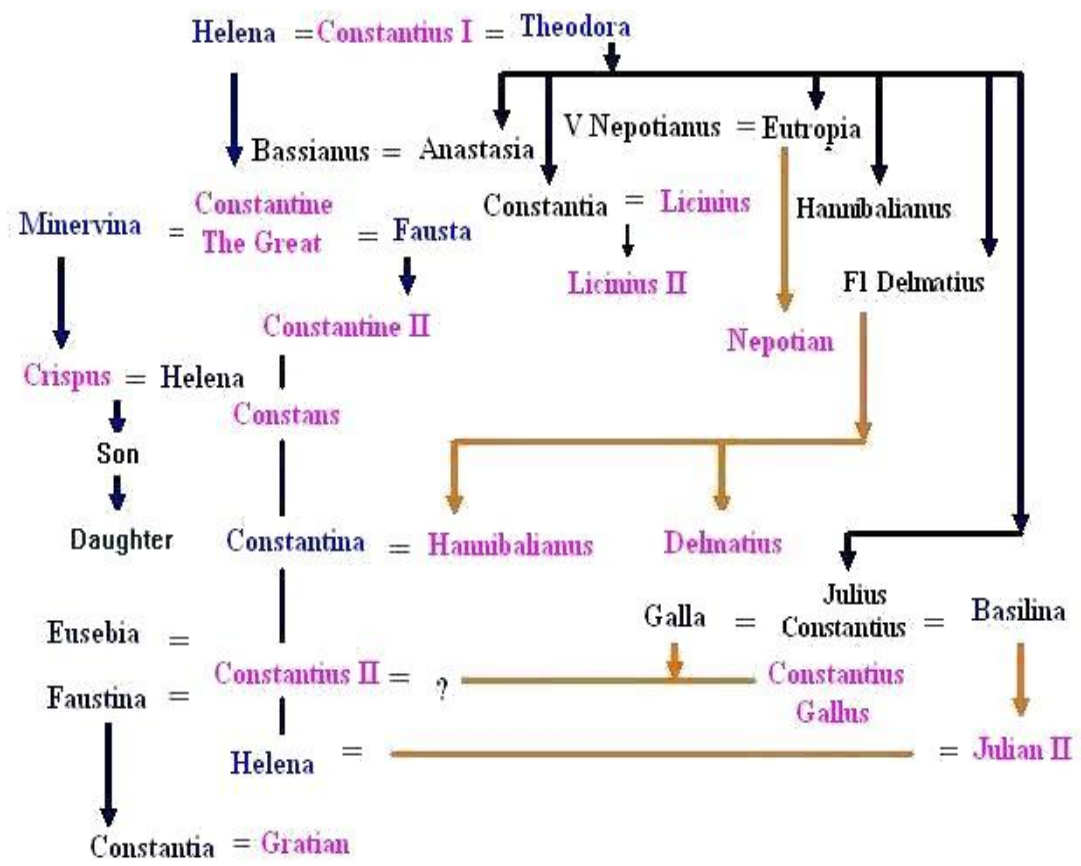 Helena = Constantius I = Theodora
V Nepotianus = Eutropia
Bassianus = Anastasia
Constantia = Licinius
Hannibalianus
Minervina = Constantine
The Great = Fausta
Licinius II
Fl Delmatius
Constantine II
Nepotian
Crispus = Helena
Constans
Son
Daughter
Constantina = Hannibalianus
Delmatius
Galla = Julius
Constantius = Basilina
Eusebia =
Constantius II = ?
Constantius
Gallus
Faustina =
Helena = = Julian II
Constantia = Gratian